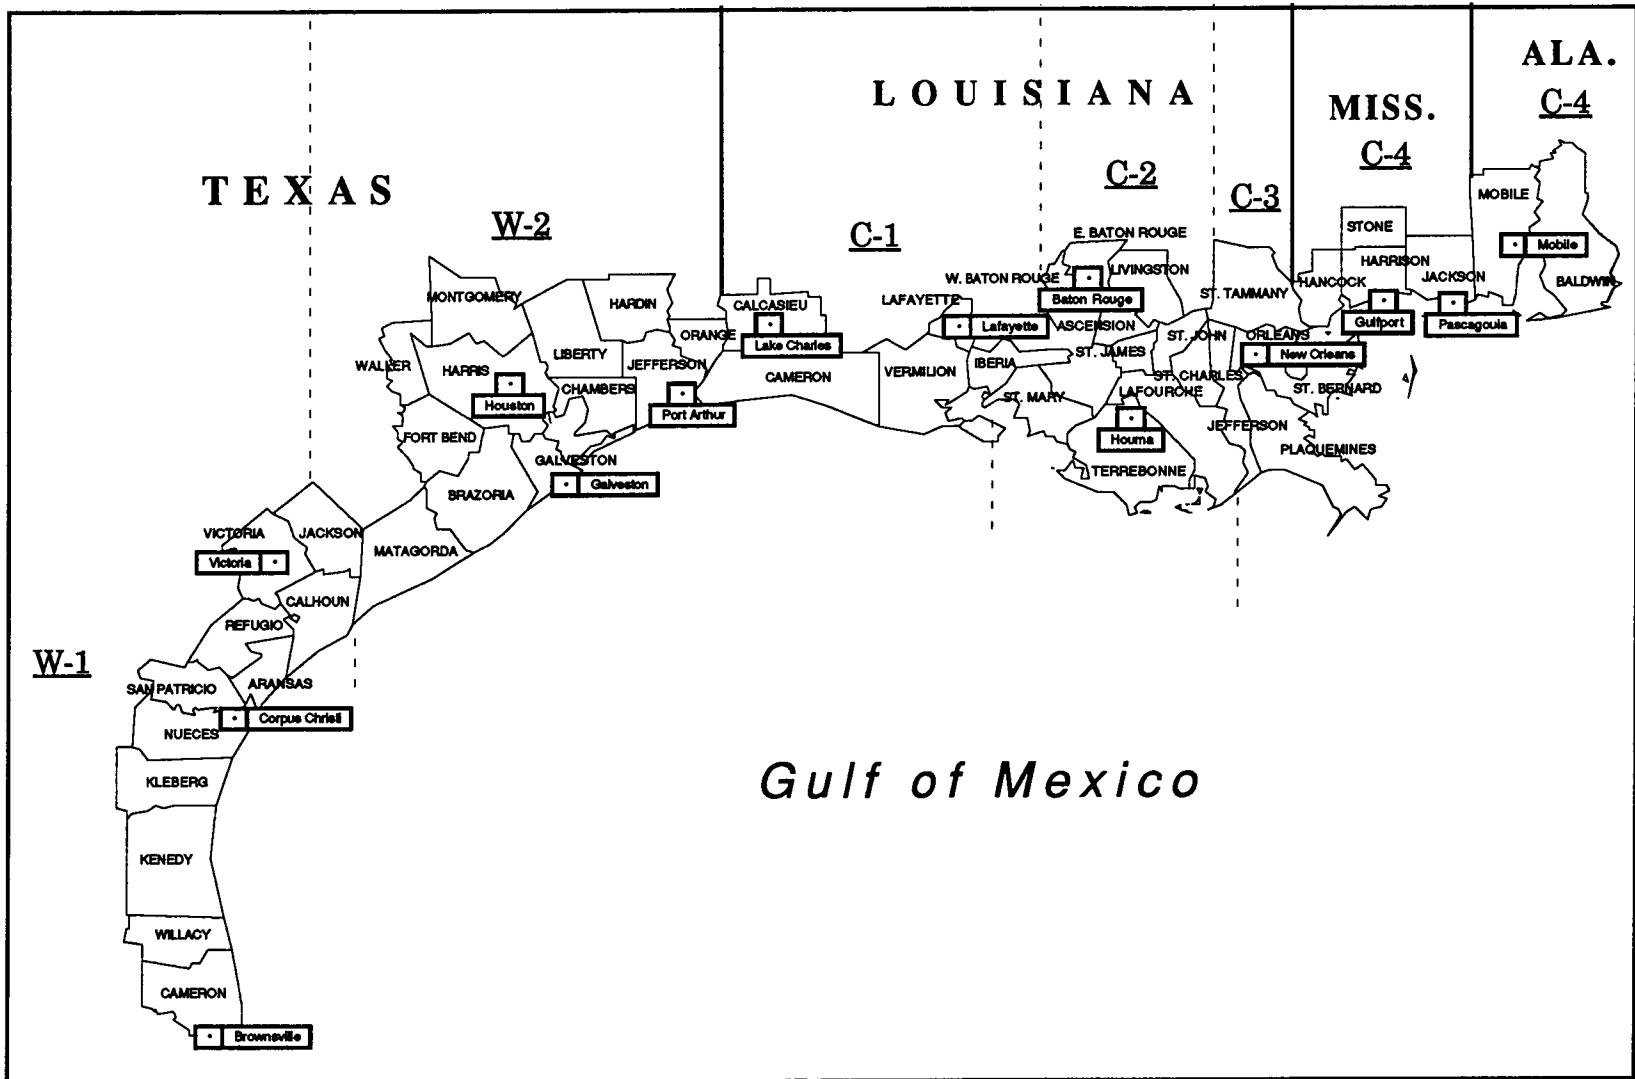 ALA.
C-4
LOUISIANA
MISS.
C-4
TEXAS
C-2
C-3
W-2
C-1
MOBILE
STONE
E. BATON ROUGE
Mobile
HARRISON
W. BATON ROUGE
LIVINGSTON
HANCOCK
JACKSON
BALDWIN
MONTGOMERY
HARDIN
CALCASIEU
LAFAYETTE
Baton Rouge
ST. TAMMANY
Gulfport
Pascagoula
ORANGE
Lake Charles
Lafayette
ASCENSION
ST. JOHN
ORLEANS
LIBERTY
WALLER
HARRIS
JEFFERSON
CAMERON
VERMILION
IBERIA
ST. JAMES
New Orleans
CHAMBERS
ST. CHARLES
ST. BERNARD
Houston
Port Arthur
ST. MARY
LAFOURCHE
FORT BEND
Houma
JEFFERSON
GALVESTON
PLAQUEMINES
BRAZORIA
Galveston
TERREBONNE
VICTORIA
JACKSON
MATAGORDA
Victoria
CALHOUN
REFUGIO
W-1
SAN PATRICIO
ARANSAS
Corpus Christi
NUECES
KLEBERG
Gulf of Mexico
KENEDY
WILLACY
CAMERON
Brownsville